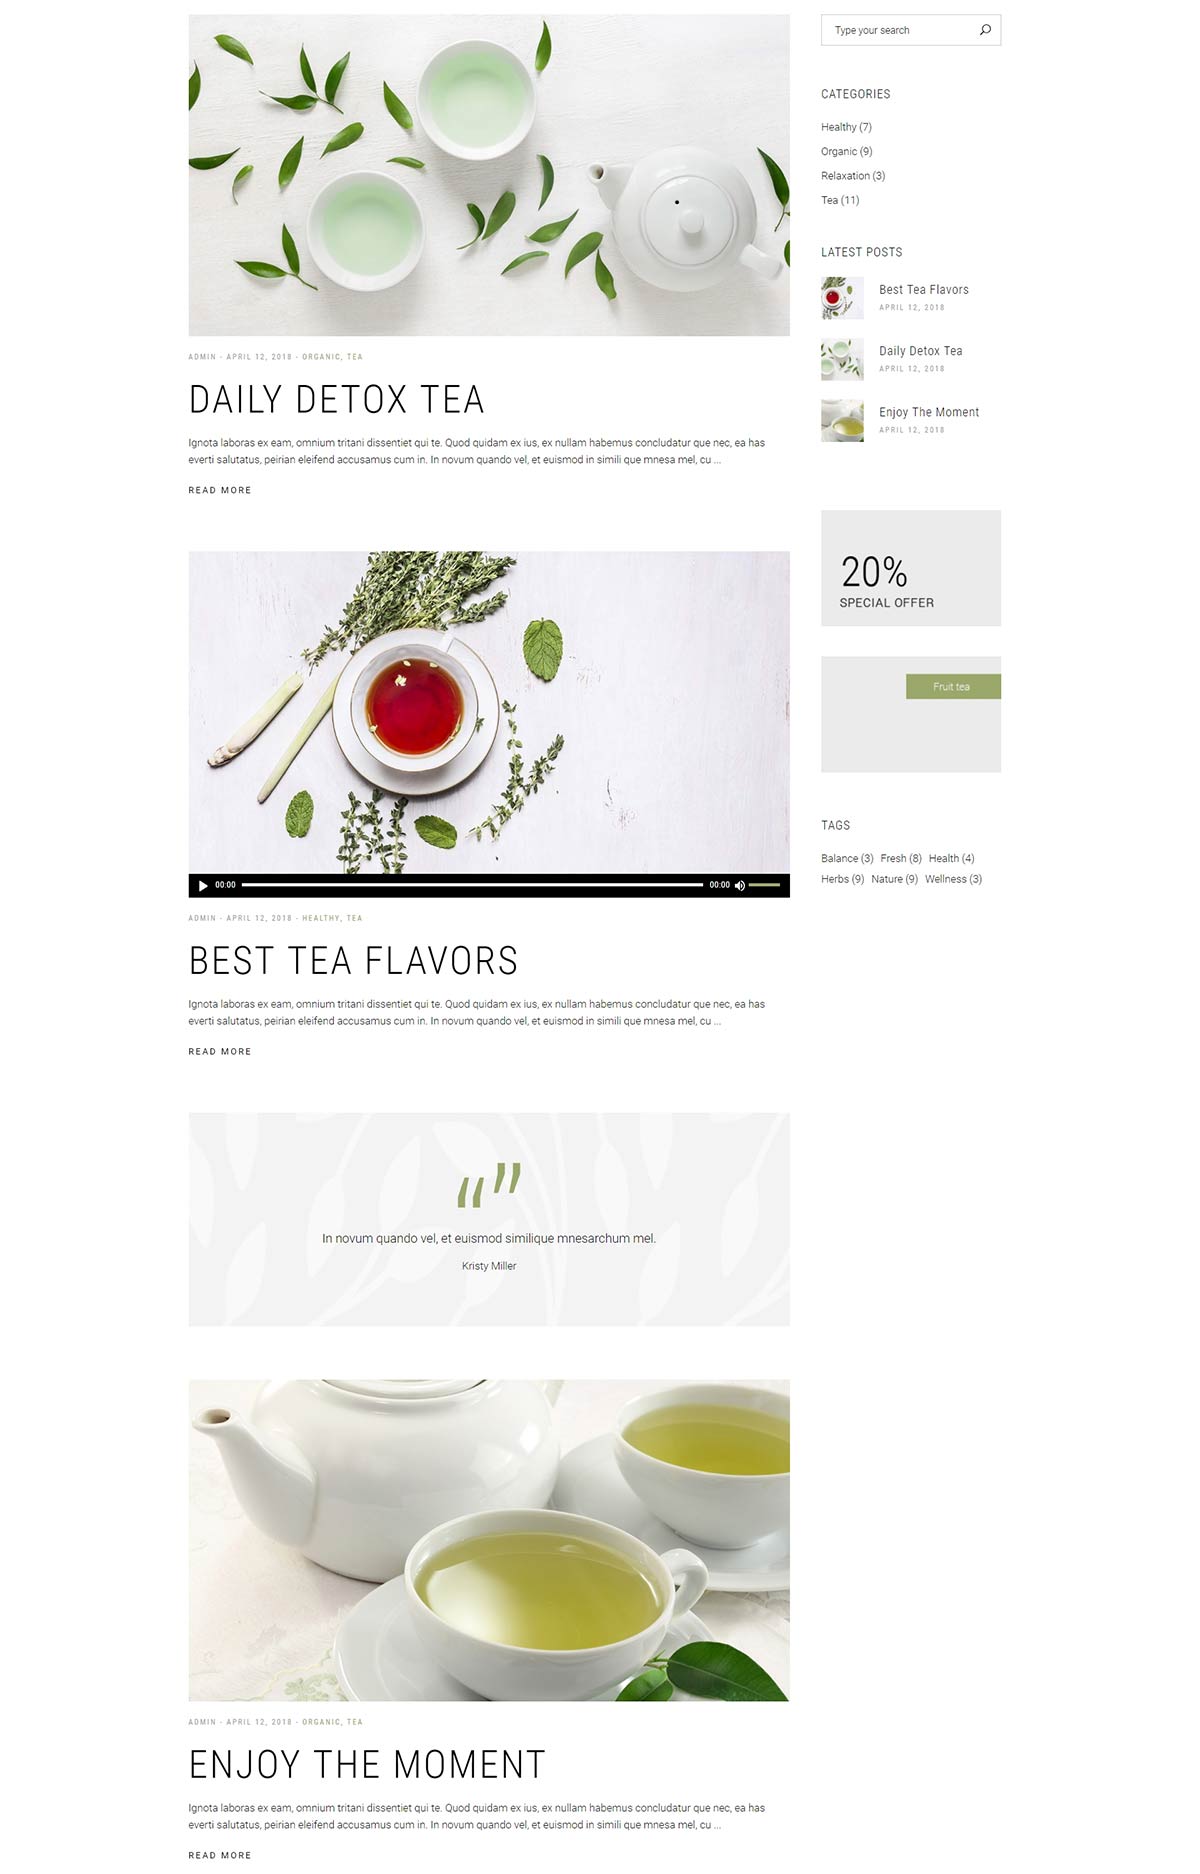 ADMIN - APRIL 12, 2018 - ORGANIC, TEA
DAILY DETOX TEA
Ignota laboras ex eam, omnium tritani dissentiet qui te. Quod quidam ex ius, ex nullam habemus concludatur que nec, ea has
everti salutatus, peirian eleifend accusamus cum in. In novum quando vel, et euismod in simili que mnesa mel, cu ...
READ MORE
00:00
00:00
ADMIN - APRIL 12, 2018 - HEALTHY, TEA
BEST TEA FLAVORS
Ignota laboras ex eam, omnium tritani dissentiet qui te. Quod quidam ex ius, ex nullam habemus concludatur que nec, ea has
everti salutatus, peirian eleifend accusamus cum in. In novum quando vel, et euismod in simili que mnesa mel, cu ...
READ MORE
In novum quando vel, et euismod similique mnesarchum mel.
Kristy Miller
ADMIN - APRIL 12, 2018 - ORGANIC, TEA
ENJOY THE MOMENT
Ignota laboras ex eam, omnium tritani dissentiet qui te. Quod quidam ex ius, ex nullam habemus concludatur que nec, ea has
everti salutatus, peirian eleifend accusamus cum in. In novum quando vel, et euismod in simili que mnesa mel, cu ...
READ MORE
Type your search
CATEGORIES
Healthy (7)
Organic (9)
Relaxation (3)
Tea (11)
LATEST POSTS
Best Tea Flavors
APRIL 12, 2018
Daily Detox Tea
APRIL 12, 2018
Enjoy The Moment
APRIL 12, 2018
20%
SPECIAL OFFER
Fruit tea
TAGS
Balance (3) Fresh (8) Health (4)
Herbs (9) Nature (9) Wellness (3)